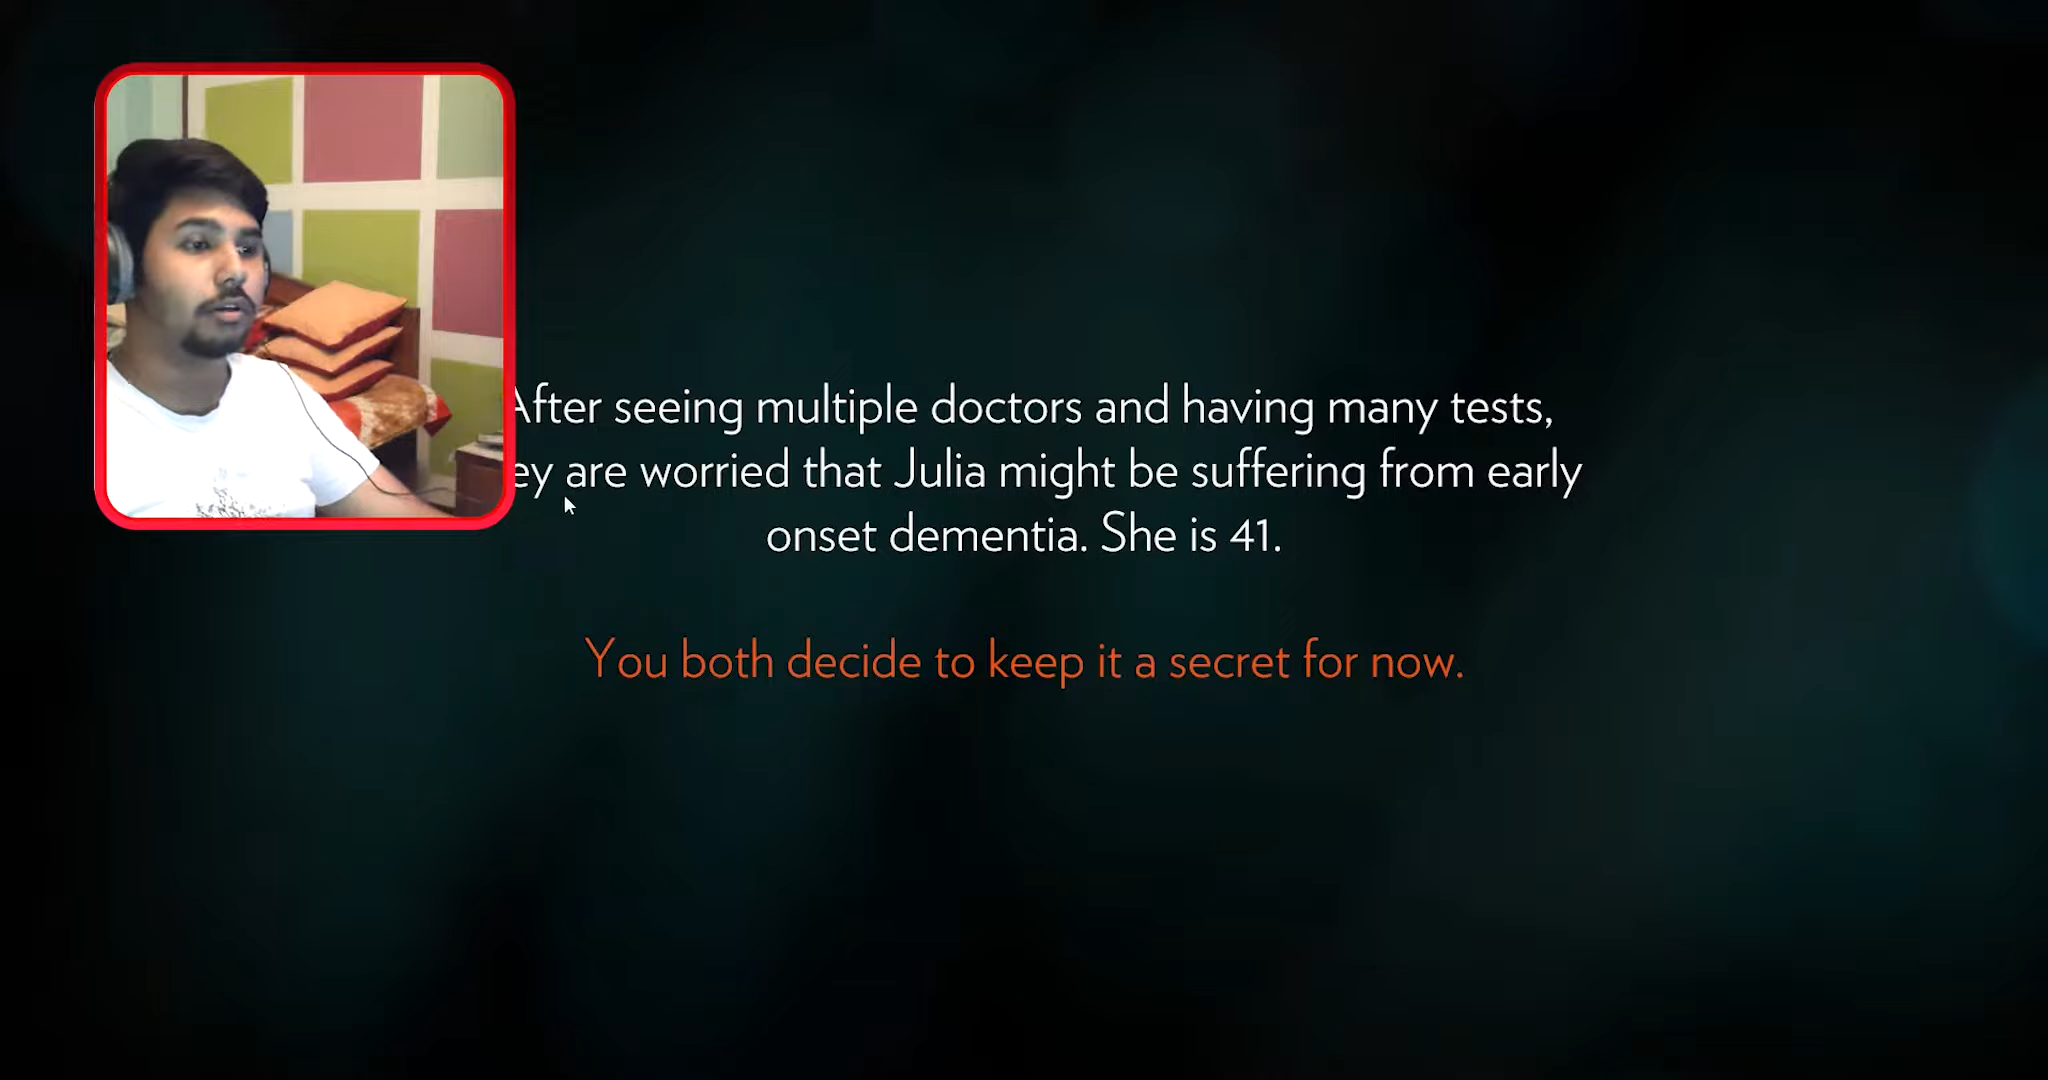 After seeing multiple doctors and having many tests,
are worried that Julia might be suffering from early
onset dementia. She is 41.
You both decide to keep it a secret for now.